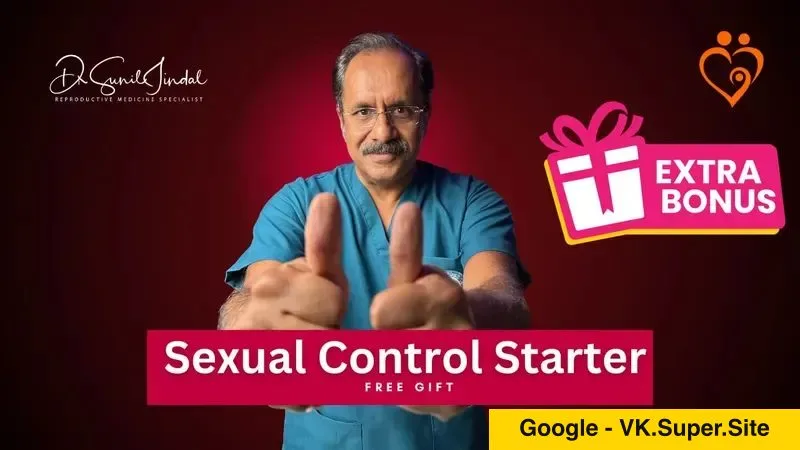 Dr Sunil Jindal
REPRODUCTIVE MEDICINE SPECIALIST
EXTRA
BONUS
Sexual Control Starter
FREE GIFT
Google - VK.Super.Site